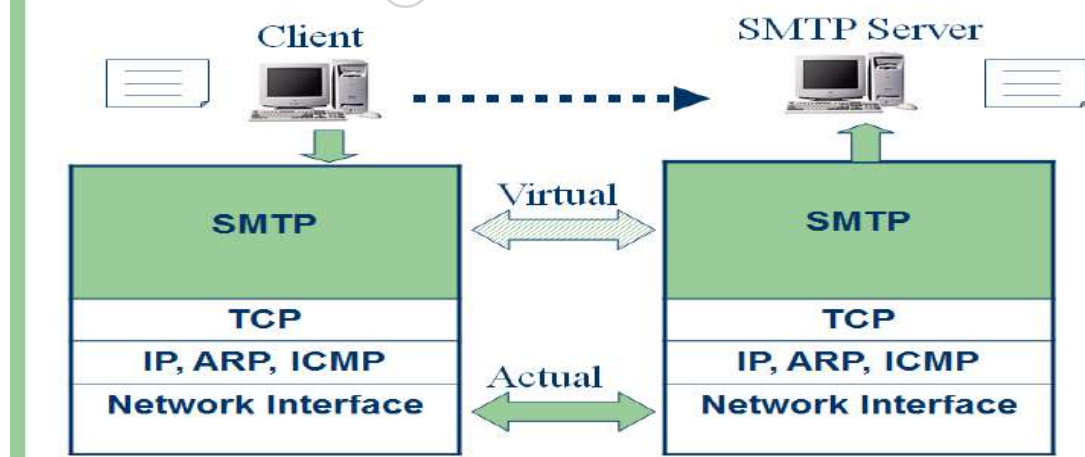 Client
SMTP Server
Virtual
SMTP
SMTP
TCP
TCP
IP, ARP, ICMP
IP, ARP, ICMP
Actual
Network Interface
Network Interface